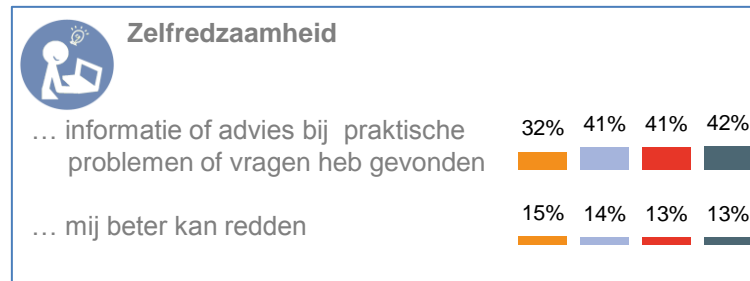 Zelfredzaamheid
… informatie of advies bij praktische 32% 41% 41% 42%
problemen of vragen heb gevonden
… mij beter kan redden 15% 14% 13% 13%